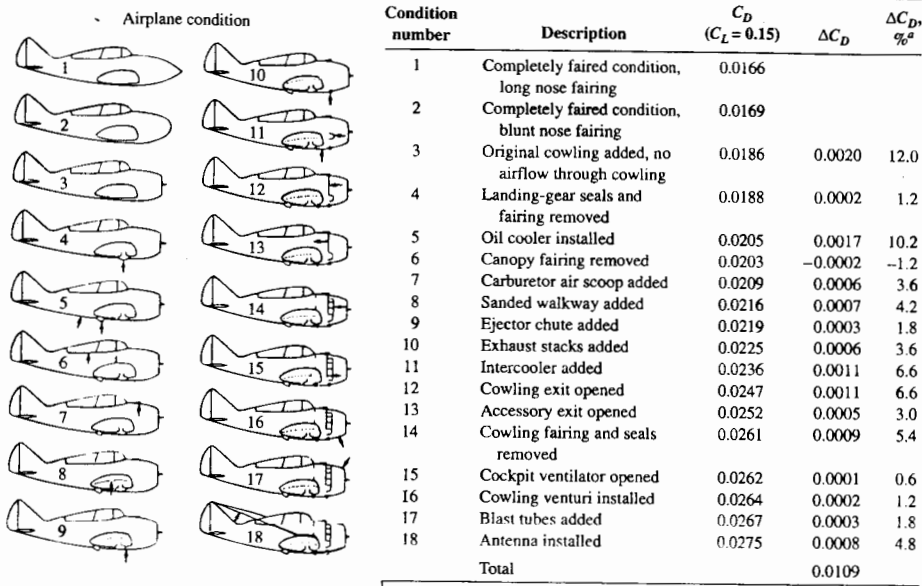 Airplane condition
1
2
3
4
5
6
7
8
9
10
11
12
13
14
15
16
17
18
Condition number Description C_D (C_L = 0.15) ΔC_D ΔC_D, %^a
1 Completely faired condition, 0.0166
long nose fairing
2 Completely faired condition, 0.0169
blunt nose fairing
3 Original cowling added, no 0.0186 0.0020 12.0
airflow through cowling
4 Landing-gear seals and 0.0188 0.0002 1.2
fairing removed
5 Oil cooler installed 0.0205 0.0017 10.2
6 Canopy fairing removed 0.0203 −0.0002 −1.2
7 Carburetor air scoop added 0.0209 0.0006 3.6
8 Sanded walkway added 0.0216 0.0007 4.2
9 Ejector chute added 0.0219 0.0003 1.8
10 Exhaust stacks added 0.0225 0.0006 3.6
11 Intercooler added 0.0236 0.0011 6.6
12 Cowling exit opened 0.0247 0.0011 6.6
13 Accessory exit opened 0.0252 0.0005 3.0
14 Cowling fairing and seals 0.0261 0.0009 5.4
removed
15 Cockpit ventilator opened 0.0262 0.0001 0.6
16 Cowling venturi installed 0.0264 0.0002 1.2
17 Blast tubes added 0.0267 0.0003 1.8
18 Antenna installed 0.0275 0.0008 4.8
Total 0.0109